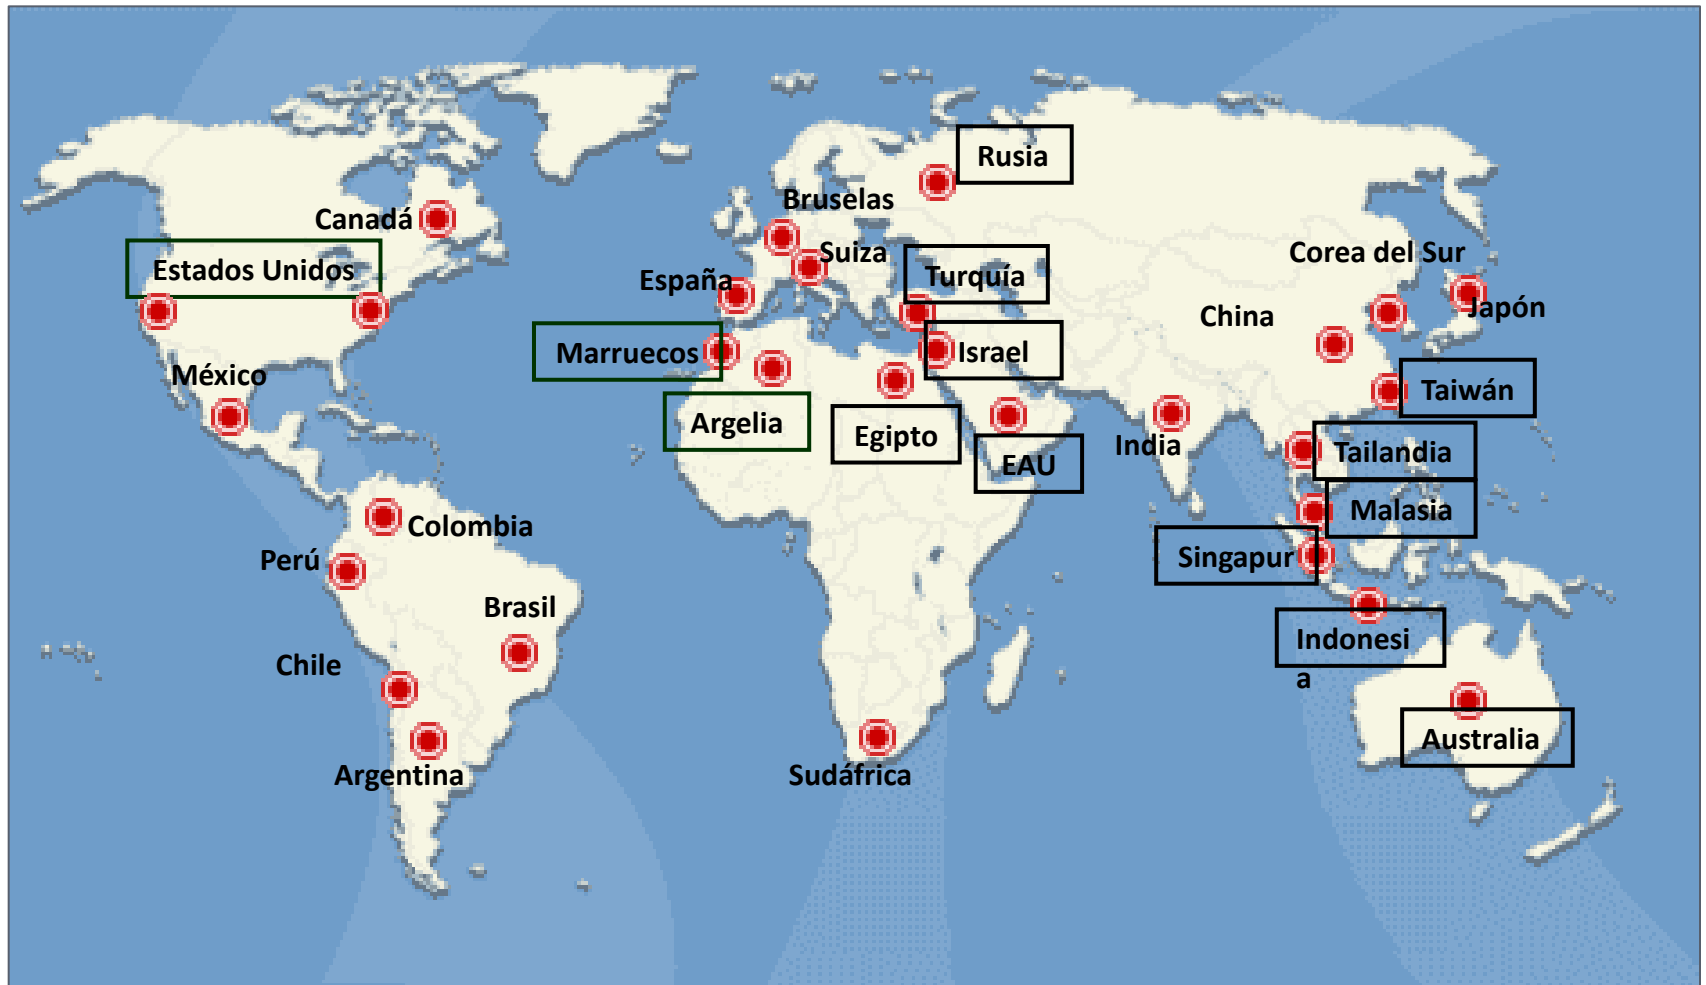 Rusia
Bruselas
Canadá
Suiza
Corea del Sur
Estados Unidos
España
Turquía
Japón
China
Marruecos
Israel
México
Taiwán
Argelia
Egipto
India
Tailandia
EAU
Malasia
Colombia
Singapur
Perú
Brasil
Indonesi
a
Chile
Australia
Argentina
Sudáfrica